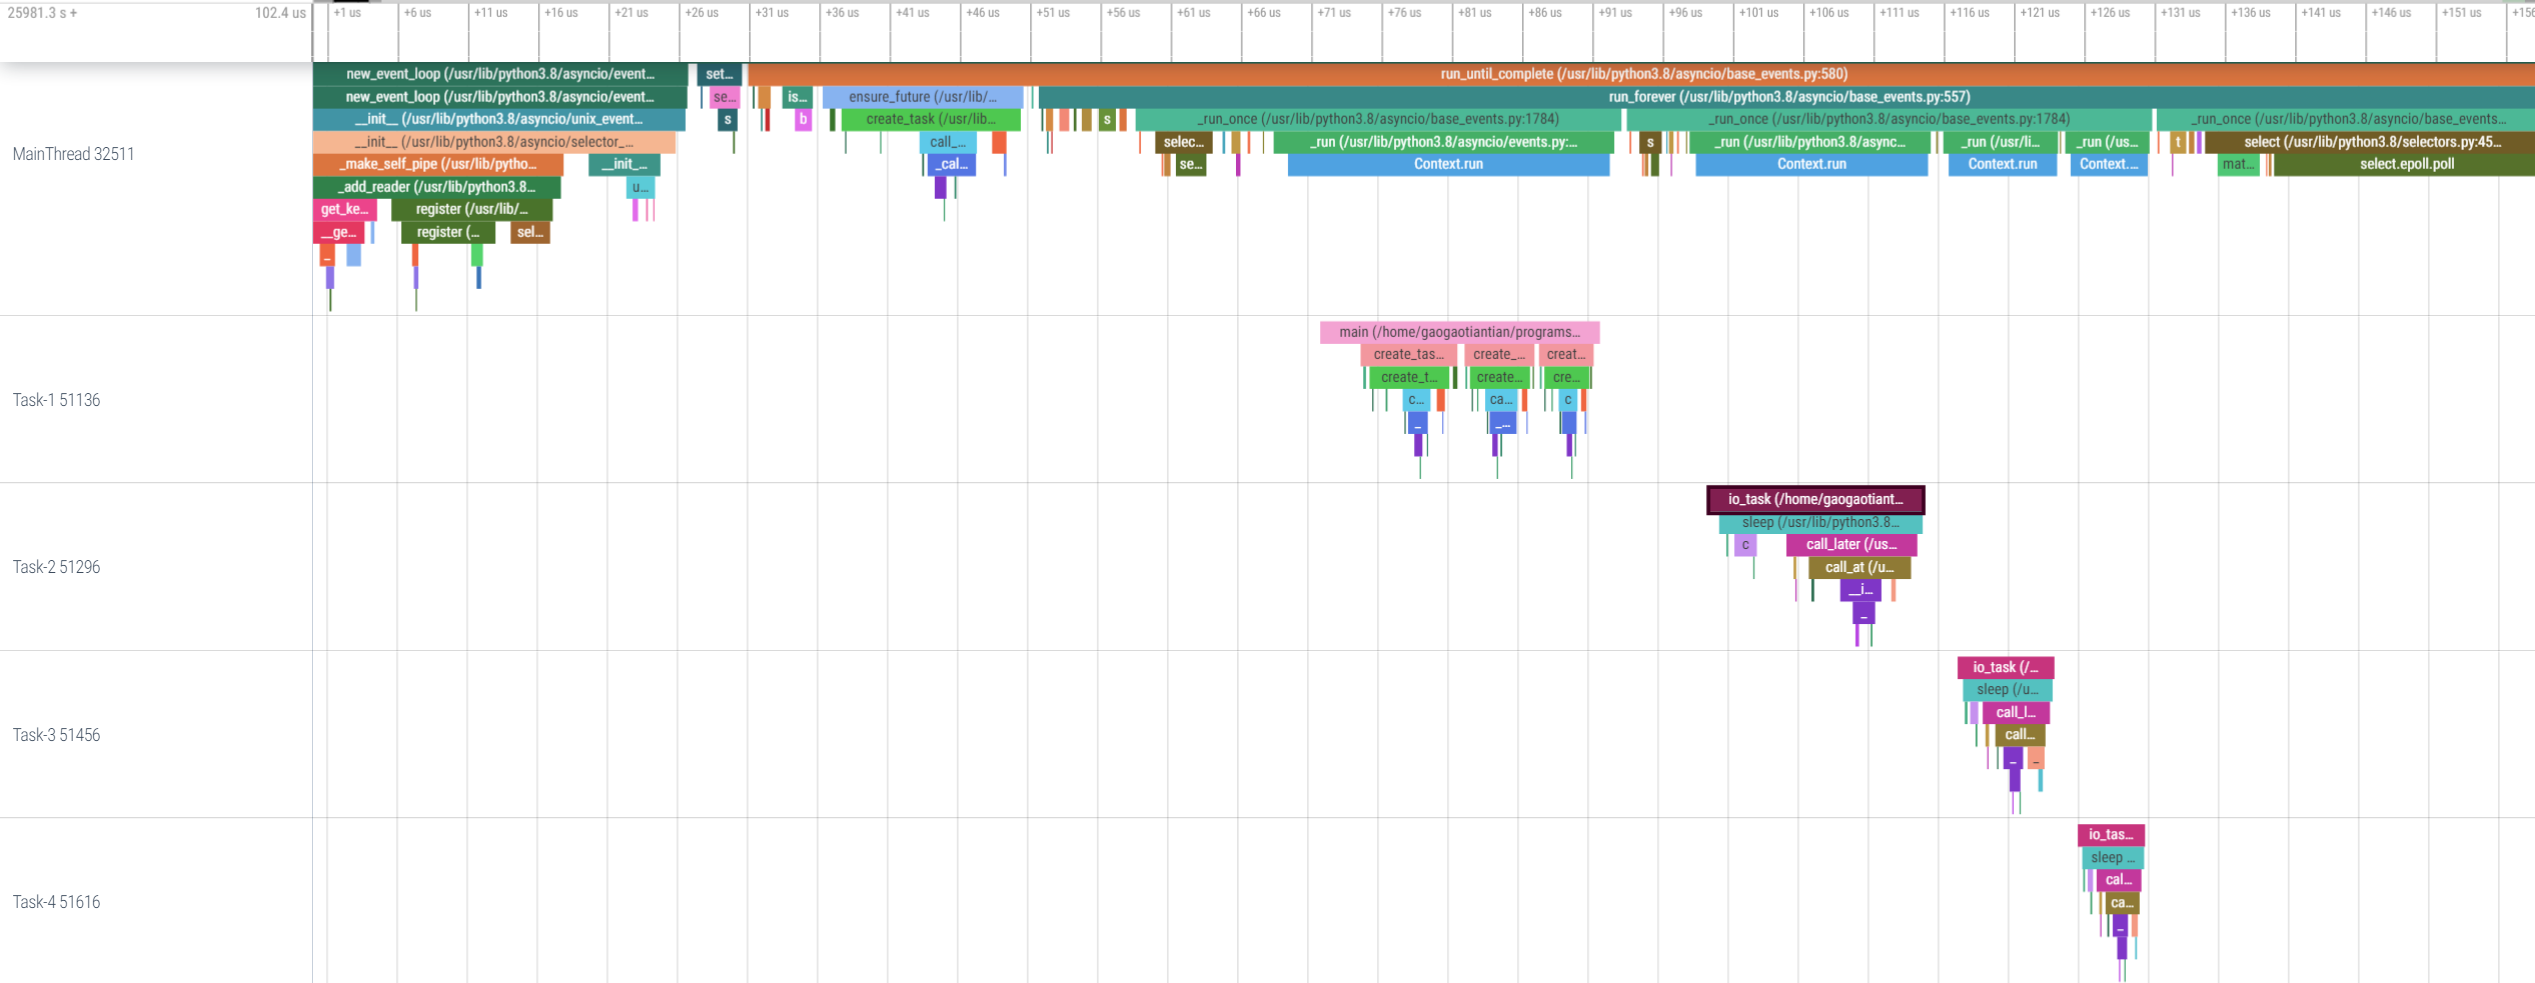 25981.3 s + 102.4 us +1 us +6 us +11 us +16 us +21 us +26 us +31 us +36 us +41 us +46 us +51 us +56 us +61 us +66 us +71 us +76 us +81 us +86 us +91 us +96 us +101 us +106 us +111 us +116 us +121 us +126 us +131 us +136 us +141 us +146 us +151 us +156
new_event_loop (/usr/lib/python3.8/asyncio/event... set... run_until_complete (/usr/lib/python3.8/asyncio/base_events.py:580)
new_event_loop (/usr/lib/python3.8/asyncio/event... se... is... ensure_future (/usr/lib/... run_forever (/usr/lib/python3.8/asyncio/base_events.py:557)
__init__ (/usr/lib/python3.8/asyncio/unix_event... s b create_task (/usr/lib... s _run_once (/usr/lib/python3.8/asyncio/base_events.py:1784) _run_once (/usr/lib/python3.8/asyncio/base_events.py:1784) _run_once (/usr/lib/python3.8/asyncio/base_events...
__init__ (/usr/lib/python3.8/asyncio/selector_... call_... selec... _run (/usr/lib/python3.8/asyncio/events.py:... s _run (/usr/lib/python3.8/async... _run (/usr/li... _run (/us... t select (/usr/lib/python3.8/selectors.py:45...
MainThread 32511
_make_self_pipe (/usr/lib/pytho... __init_... _cal... se... Context.run Context.run Context.run Context.... mat... select.epoll.poll
_add_reader (/usr/lib/python3.8... u...
get_ke... register (/usr/lib/...
__ge... register (... sel...
_
main (/home/gaogaotiantian/programs...
create_tas... create_... creat...
create_t... create... cre...
Task-1 51136
c... ca... c
_ _...
io_task (/home/gaogaotiant...
sleep (/usr/lib/python3.8...
c call_later (/us...
Task-2 51296
call_at (/u...
__i...
_
io_task (/...
sleep (/u...
call_l...
Task-3 51456
call...
_ _
io_tas...
sleep ...
cal...
Task-4 51616
ca...
_